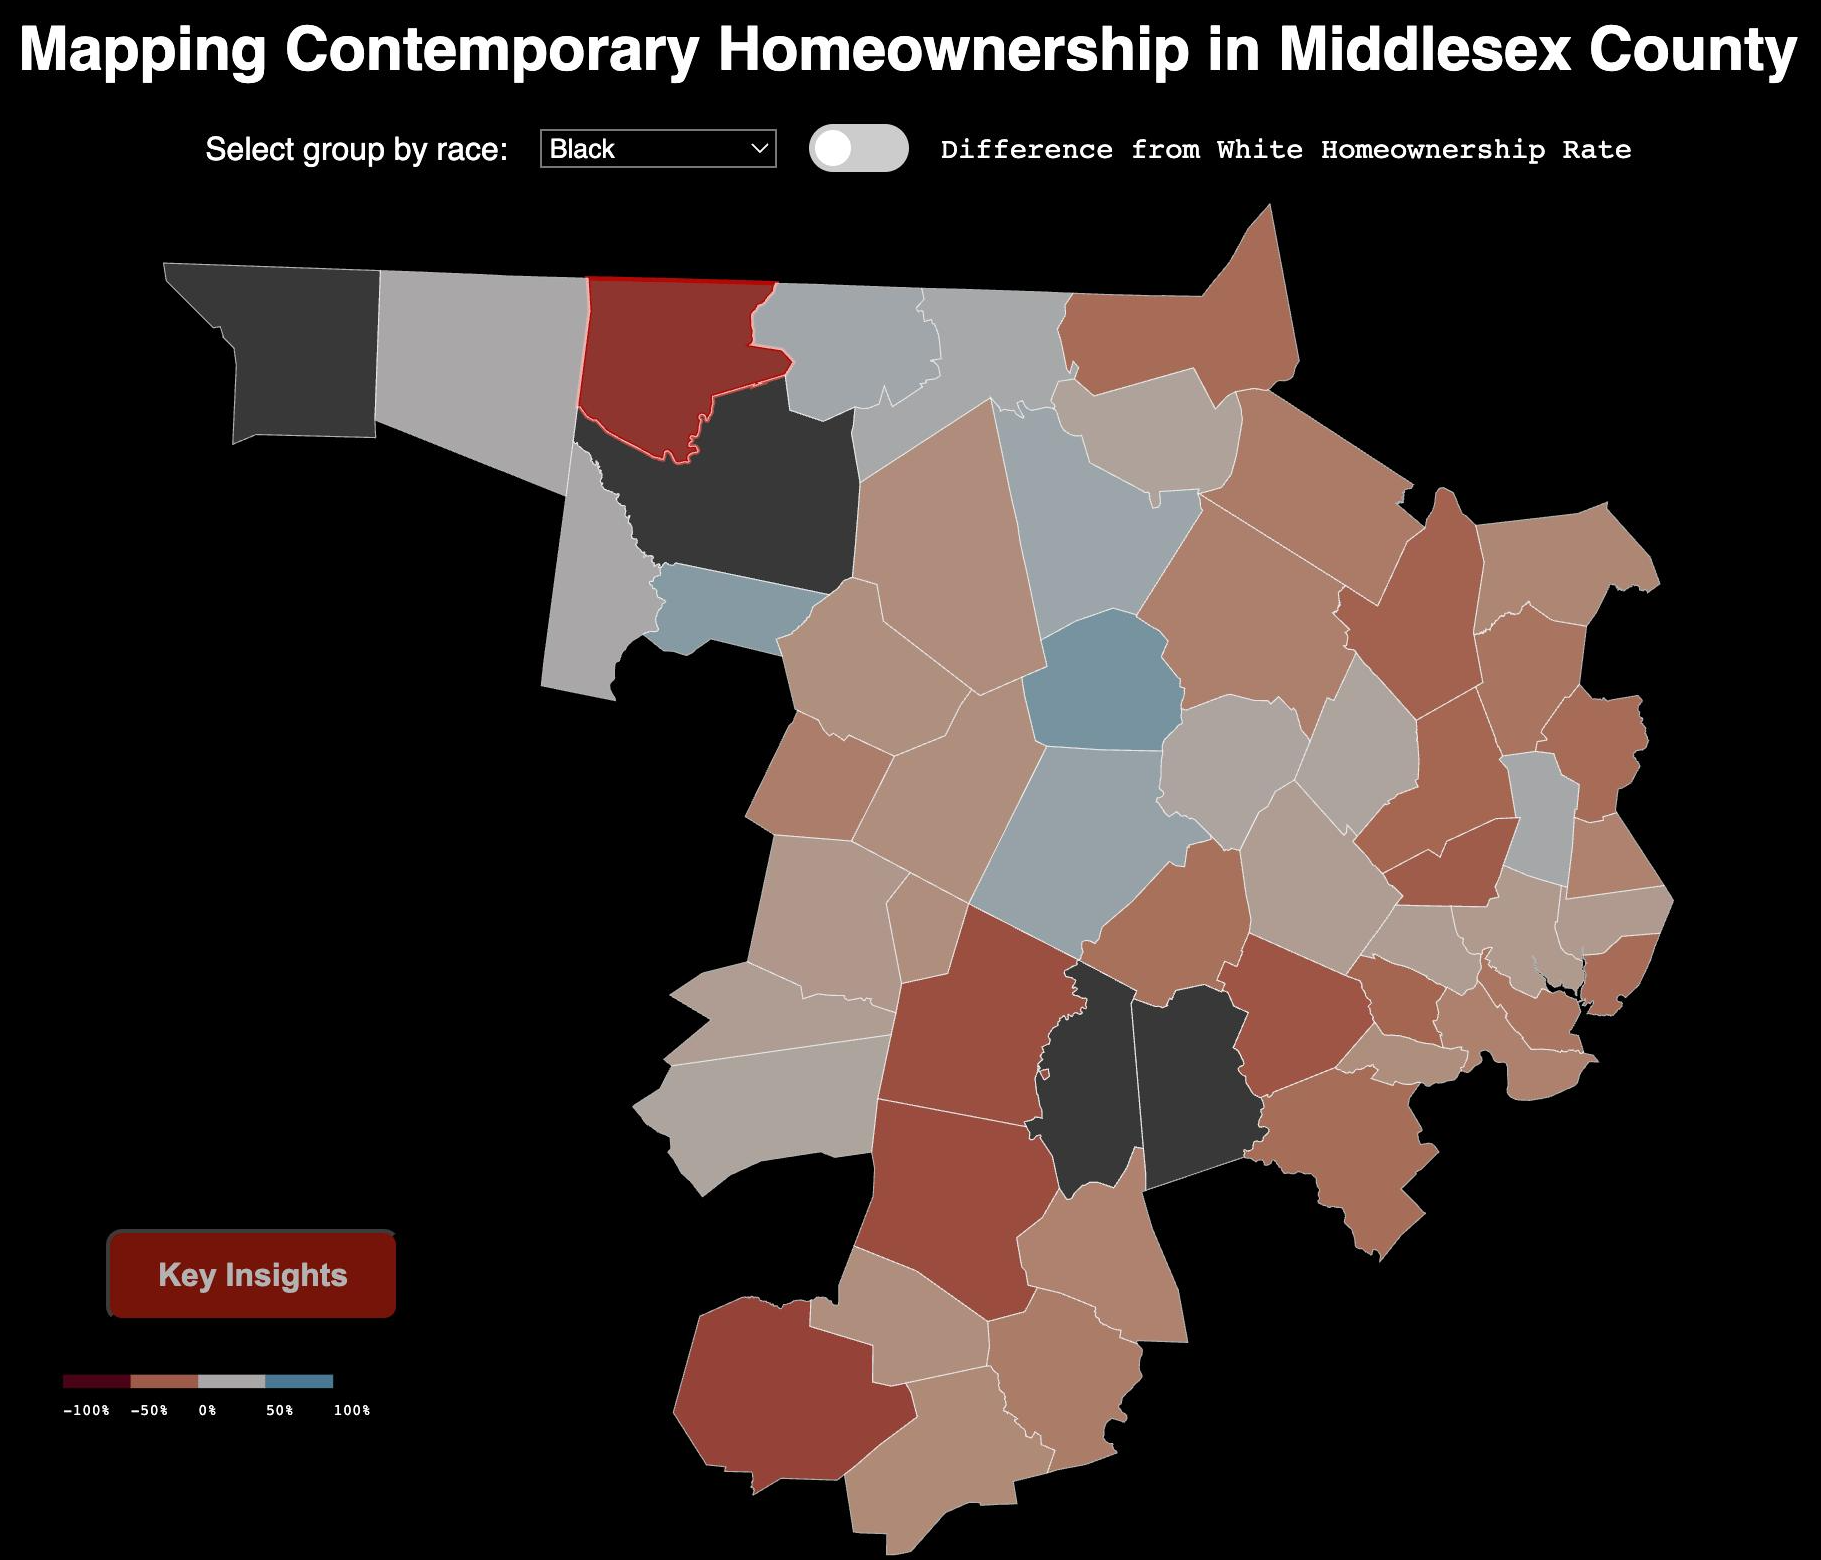 Mapping Contemporary Homeownership in Middlesex County
Select group by race: Black Difference from White Homeownership Rate
Key Insights
-100% -50% 0% 50% 100%